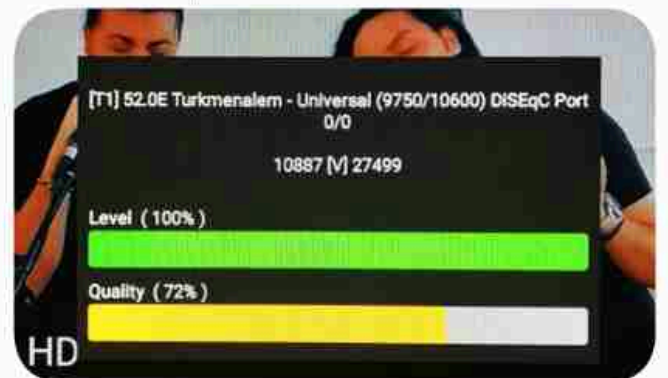 [T1] 52.0E Turkmenalem - Universal (9750/10600) DiSEqC Port
0/0
10887 [V] 27499
Level ( 100% )
Quality ( 72% )
HD